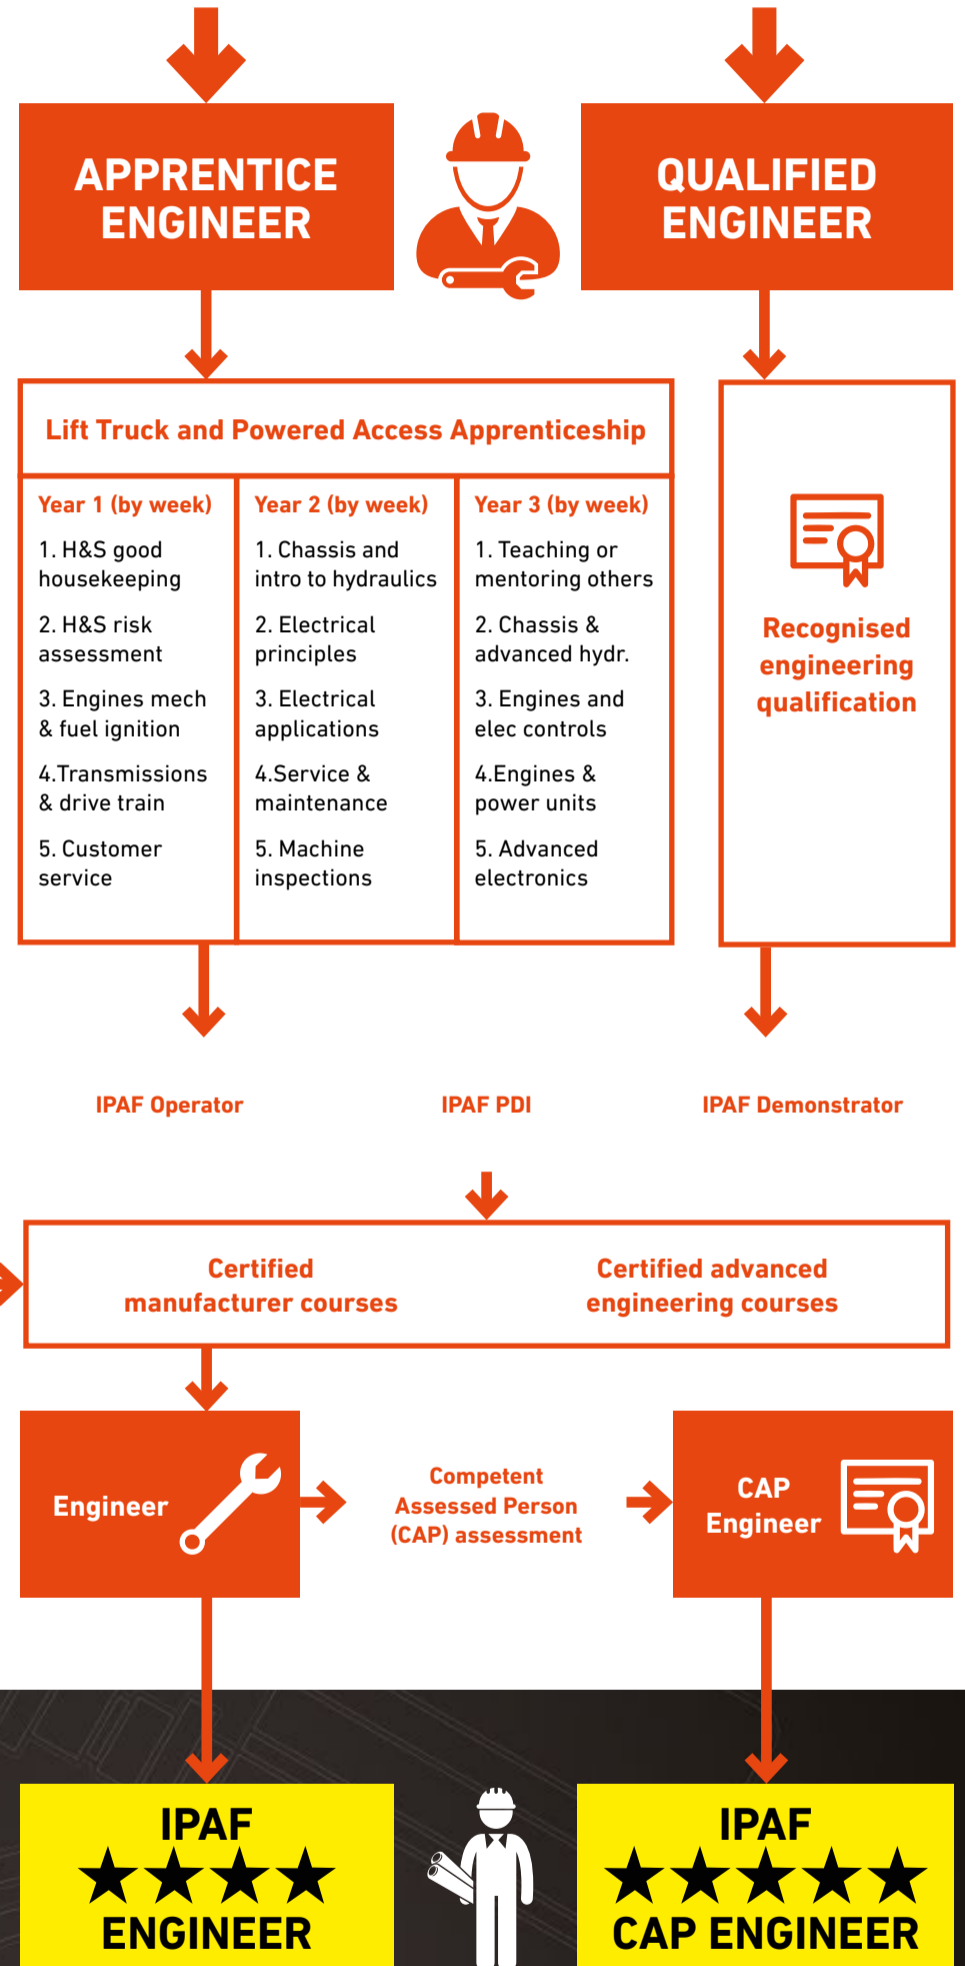 APPRENTICE
ENGINEER
QUALIFIED
ENGINEER
Lift Truck and Powered Access Apprenticeship
Year 1 (by week)
1. H&S good
housekeeping
2. H&S risk
assessment
3. Engines mech
& fuel ignition
4.Transmissions
& drive train
5. Customer
service
Year 2 (by week)
1. Chassis and
intro to hydraulics
2. Electrical
principles
3. Electrical
applications
4.Service &
maintenance
5. Machine
inspections
Year 3 (by week)
1. Teaching or
mentoring others
2. Chassis &
advanced hydr.
3. Engines and
elec controls
4.Engines &
power units
5. Advanced
electronics
Recognised
engineering
qualification
IPAF Operator
IPAF PDI
IPAF Demonstrator
Certified
manufacturer courses
Certified advanced
engineering courses
Engineer
Competent
Assessed Person
(CAP) assessment
CAP
Engineer
IPAF
★★★★
ENGINEER
IPAF
★★★★★
CAP ENGINEER